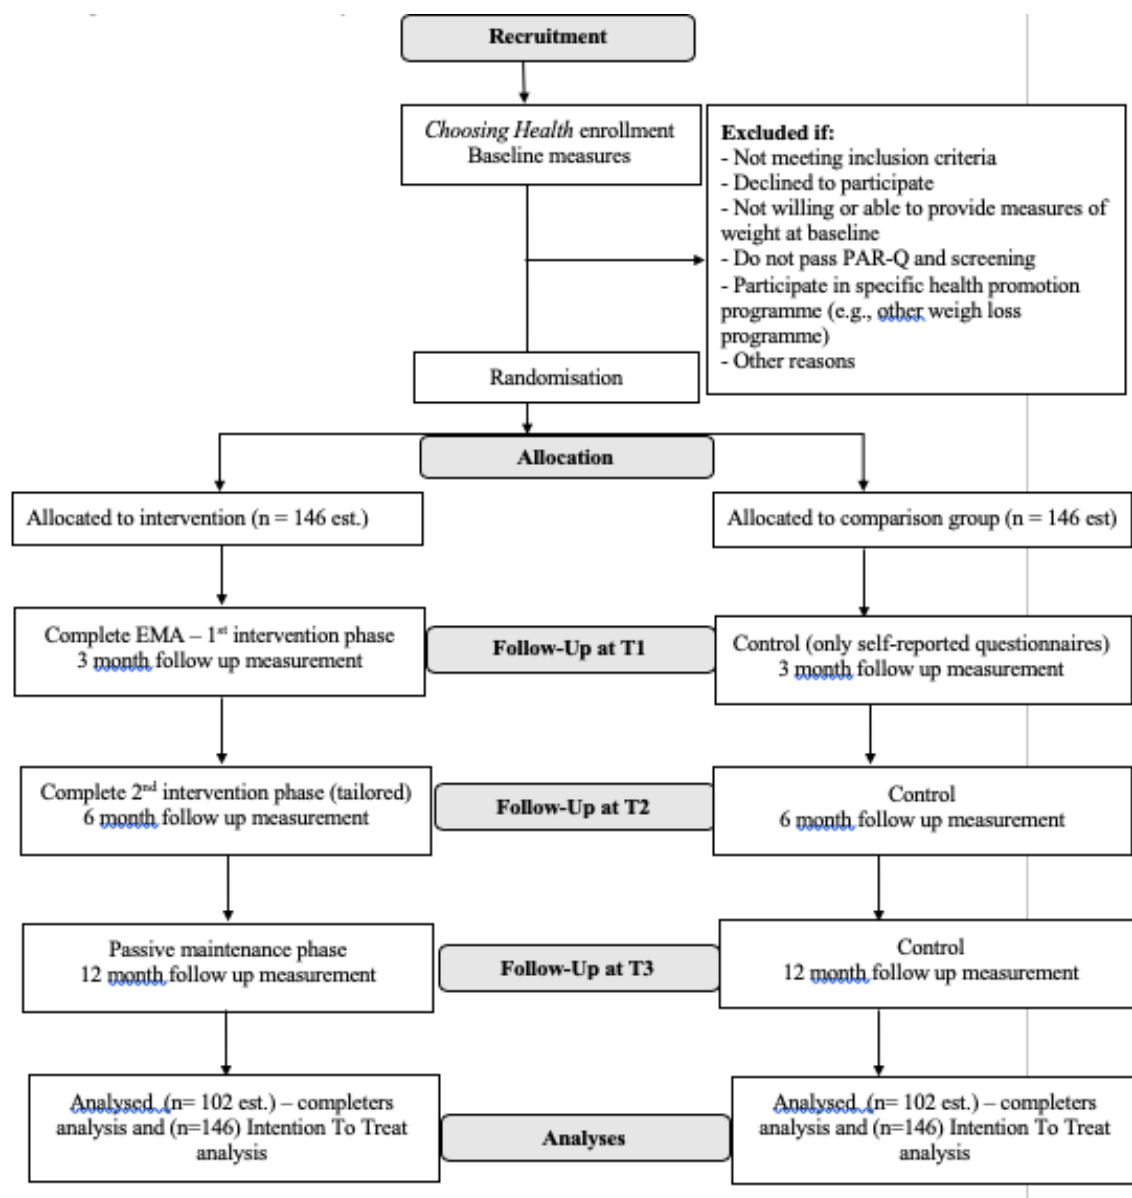 Recruitment
Choosing Health enrollment
Baseline measures
Excluded if:
- Not meeting inclusion criteria
- Declined to participate
- Not willing or able to provide measures of
weight at baseline
- Do not pass PAR-Q and screening
- Participate in specific health promotion
programme (e.g., other weigh loss
programme)
- Other reasons
Randomisation
Allocation
Allocated to intervention (n = 146 est.)
Allocated to comparison group (n = 146 est)
Complete EMA – 1st intervention phase
3 month follow up measurement
Follow-Up at T1
Control (only self-reported questionnaires)
3 month follow up measurement
Complete 2nd intervention phase (tailored)
6 month follow up measurement
Follow-Up at T2
Control
6 month follow up measurement
Passive maintenance phase
12 month follow up measurement
Follow-Up at T3
Control
12 month follow up measurement
Analysed (n= 102 est.) – completers
analysis and (n=146) Intention To Treat
analysis
Analyses
Analysed (n= 102 est.) – completers
analysis and (n=146) Intention To Treat
analysis